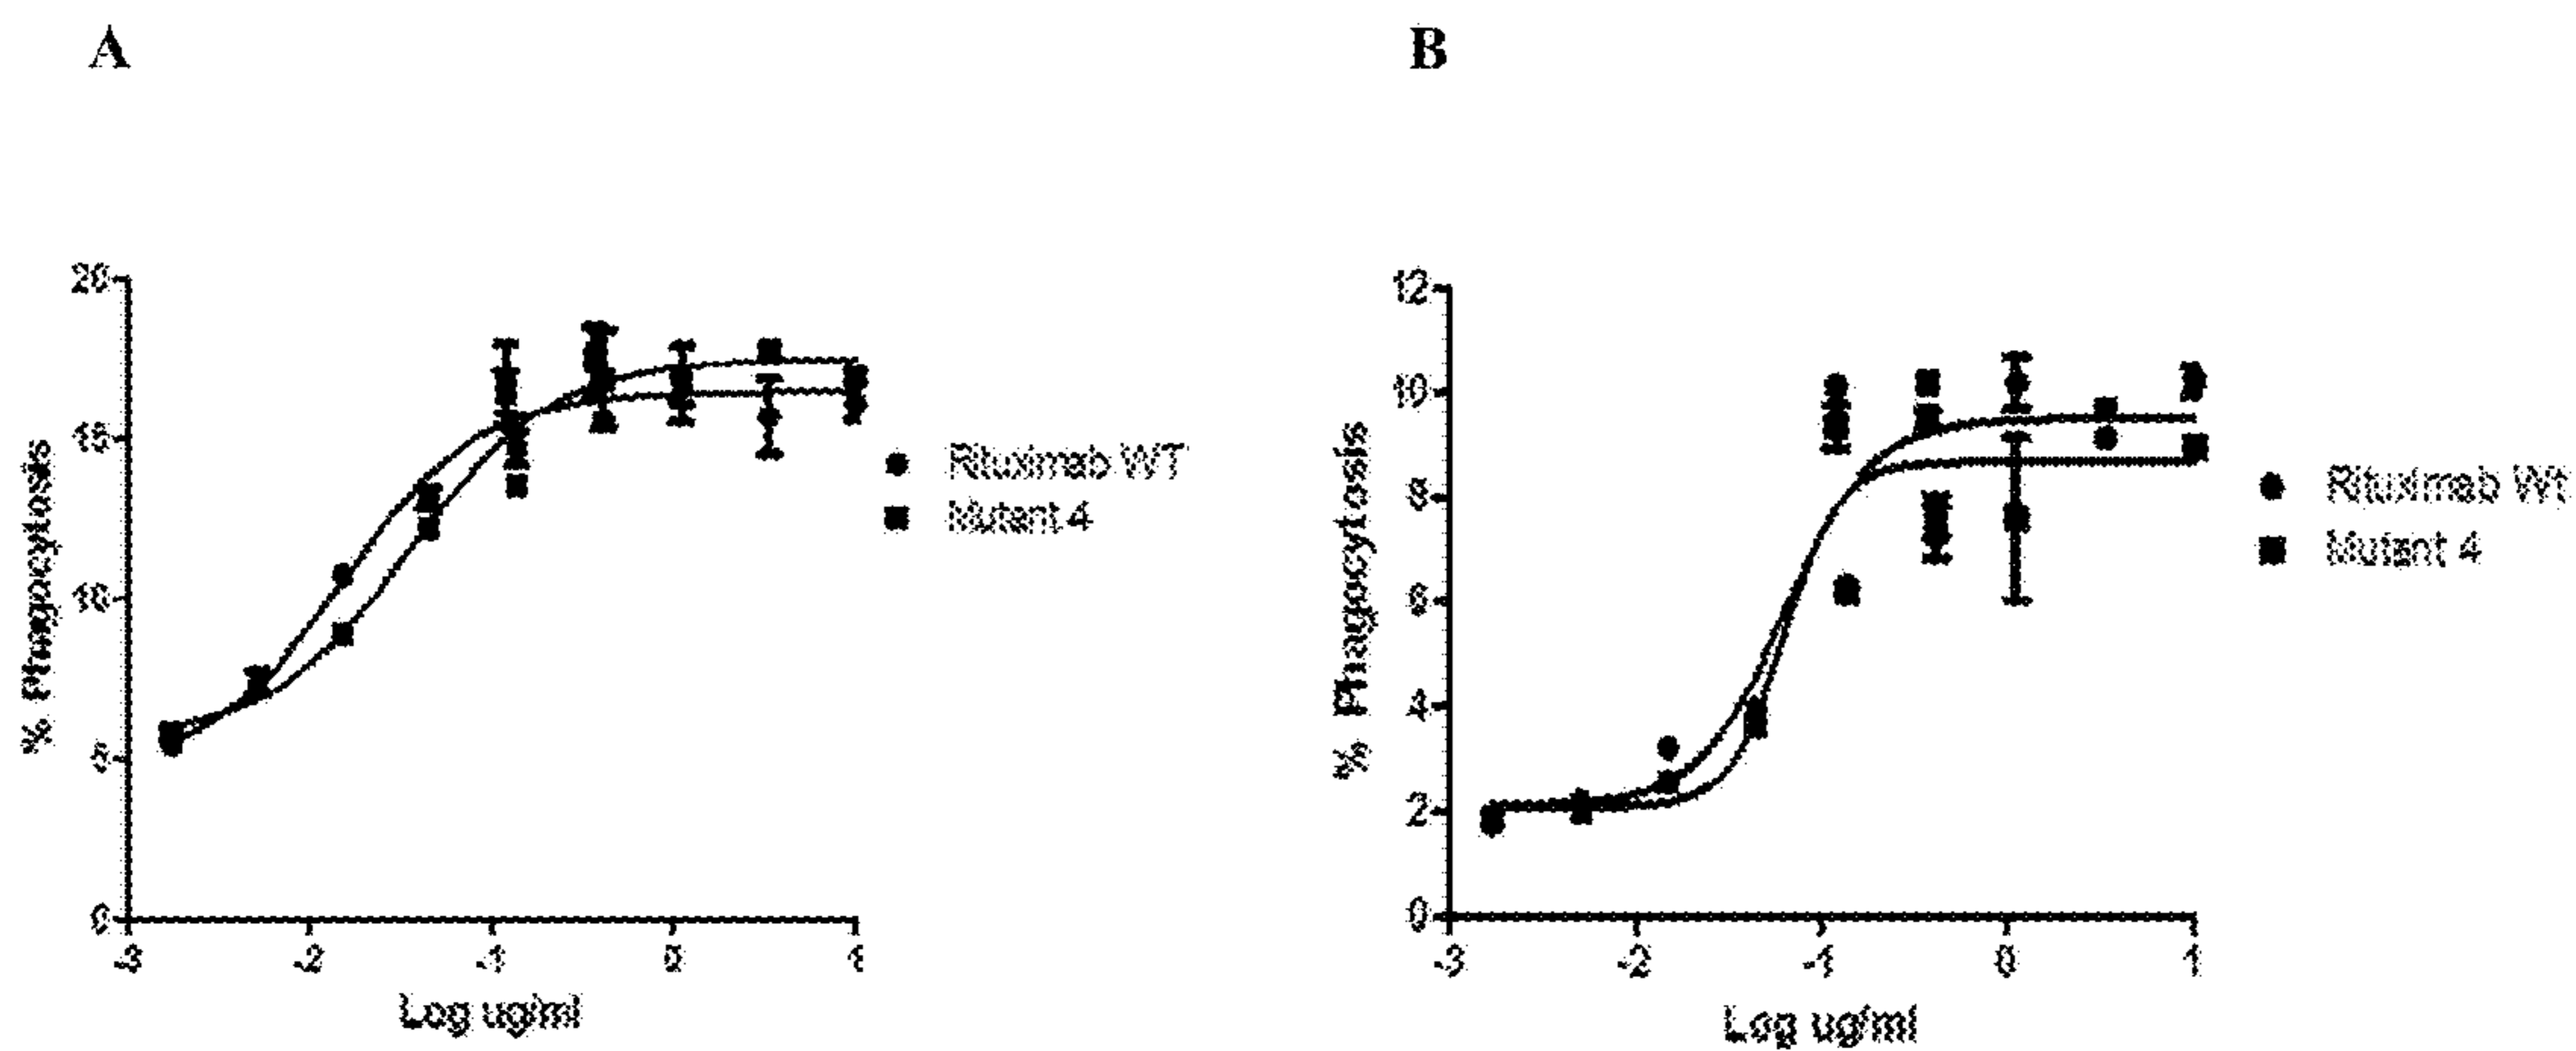 A
B
% Phagocytosis
20
15
10
5
0
-3
-2
-1
0
1
Log ug/ml
Rituximab WT
Mutant 4
% Phagocytosis
12
10
8
6
4
2
0
-3
-2
-1
0
1
Log ug/ml
Rituximab Wt
Mutant 4